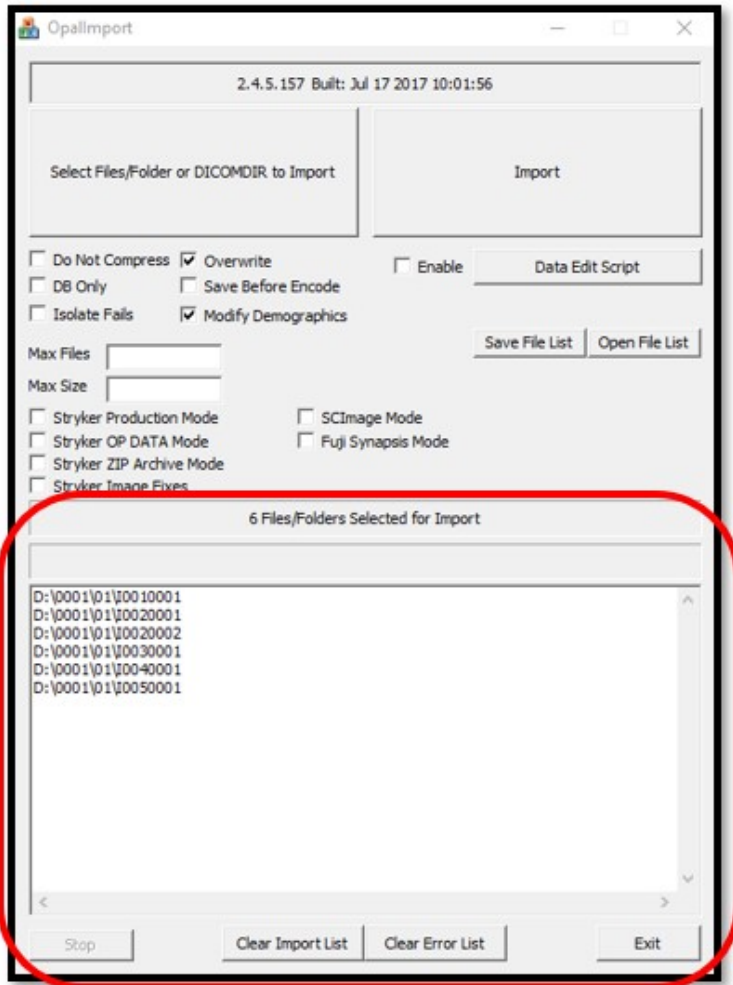 OpalImport
2.4.5.157 Built: Jul 17 2017 10:01:56
Select Files/Folder or DICOMDIR to Import
Import
Do Not Compress
Overwrite
Enable
Data Edit Script
DB Only
Save Before Encode
Isolate Fails
Modify Demographics
Save File List
Open File List
Max Files
Max Size
Stryker Production Mode
SCImage Mode
Stryker OP DATA Mode
Fuji Synapsis Mode
Stryker ZIP Archive Mode
Stryker Image Fixes
6 Files/Folders Selected for Import
D:\0001\01\I0010001
D:\0001\01\I0020001
D:\0001\01\I0020002
D:\0001\01\I0030001
D:\0001\01\I0040001
D:\0001\01\I0050001
Stop
Clear Import List
Clear Error List
Exit